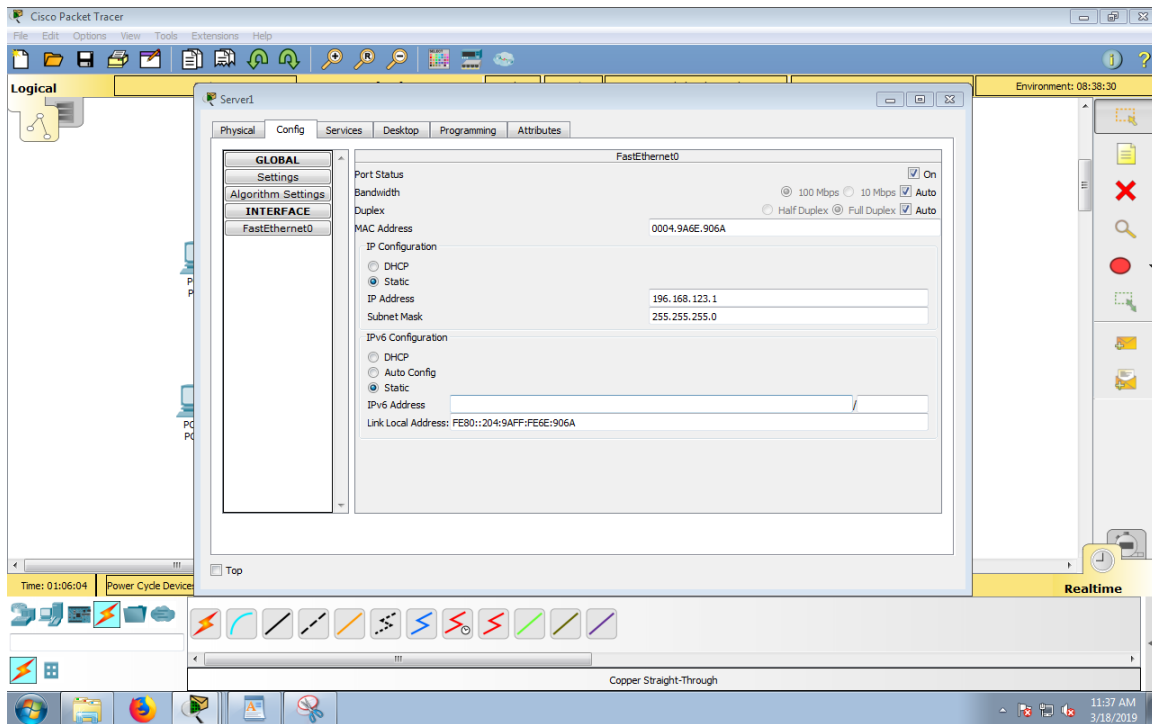 Cisco Packet Tracer
File Edit Options View Tools Extensions Help
Logical
Environment: 08:38:30
Server1
Physical Config Services Desktop Programming Attributes
GLOBAL
Settings
Algorithm Settings
INTERFACE
FastEthernet0
FastEthernet0
Port Status On
Bandwidth 100 Mbps 10 Mbps Auto
Duplex Half Duplex Full Duplex Auto
MAC Address 0004.9A6E.906A
IP Configuration
DHCP
Static
IP Address 196.168.123.1
Subnet Mask 255.255.255.0
IPv6 Configuration
DHCP
Auto Config
Static
IPv6 Address /
Link Local Address: FE80::204:9AFF:FE6E:906A
Top
Time: 01:06:04 Power Cycle Devices
Realtime
Copper Straight-Through
11:37 AM
3/18/2019